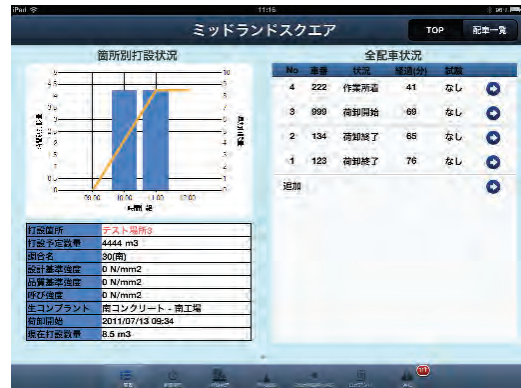 iPad 11:15
ミッドランドスクエア
TOP 配車一覧
箇所別打設状況
09:00 10:00 11:00 12:00
打設箇所 テスト場所3
打設予定数量 4444 m3
調合名 30(南)
設計基準強度 0 N/mm2
品質基準強度 0 N/mm2
呼び強度 0 N/mm2
生コンプラント 南コンクリート - 南工場
荷卸開始 2011/07/13 09:34
現在打設数量 8.5 m3
全配車状況
No 車番 状況 経過(分) 試験
4 222 作業所着 41 なし
3 999 荷卸開始 69 なし
2 134 荷卸終了 65 なし
1 123 荷卸終了 76 なし
追加